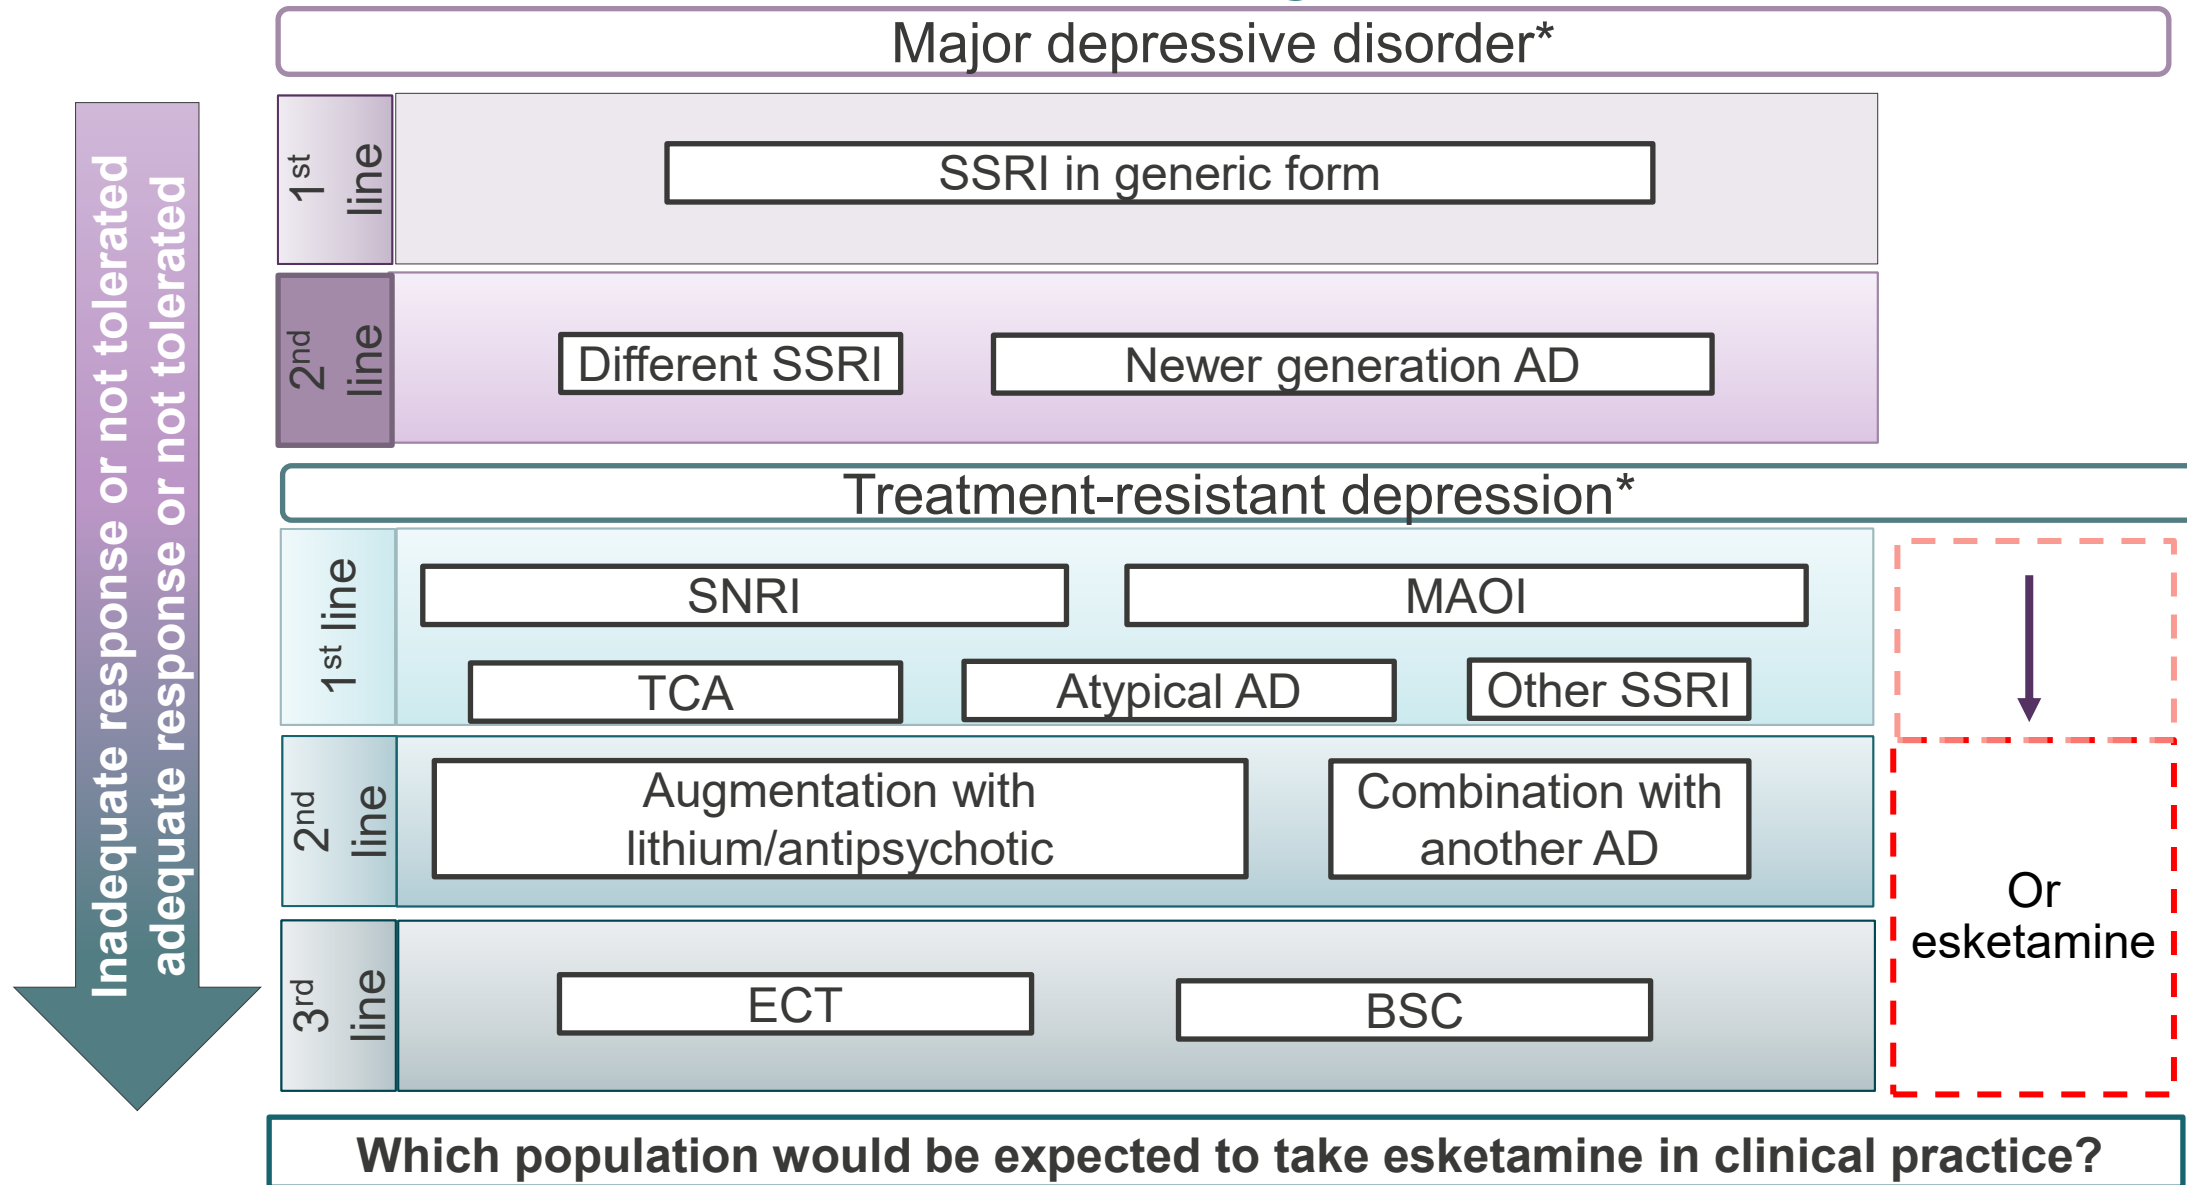 Major depressive disorder*
Inadequate response or not tolerated
adequate response or not tolerated
1st
line
SSRI in generic form
2nd
line
Different SSRI
Newer generation AD
Treatment-resistant depression*
1st line
SNRI
MAOI
TCA
Atypical AD
Other SSRI
2nd
line
Augmentation with
lithium/antipsychotic
Combination with
another AD
Or
esketamine
3rd
line
ECT
BSC
Which population would be expected to take esketamine in clinical practice?